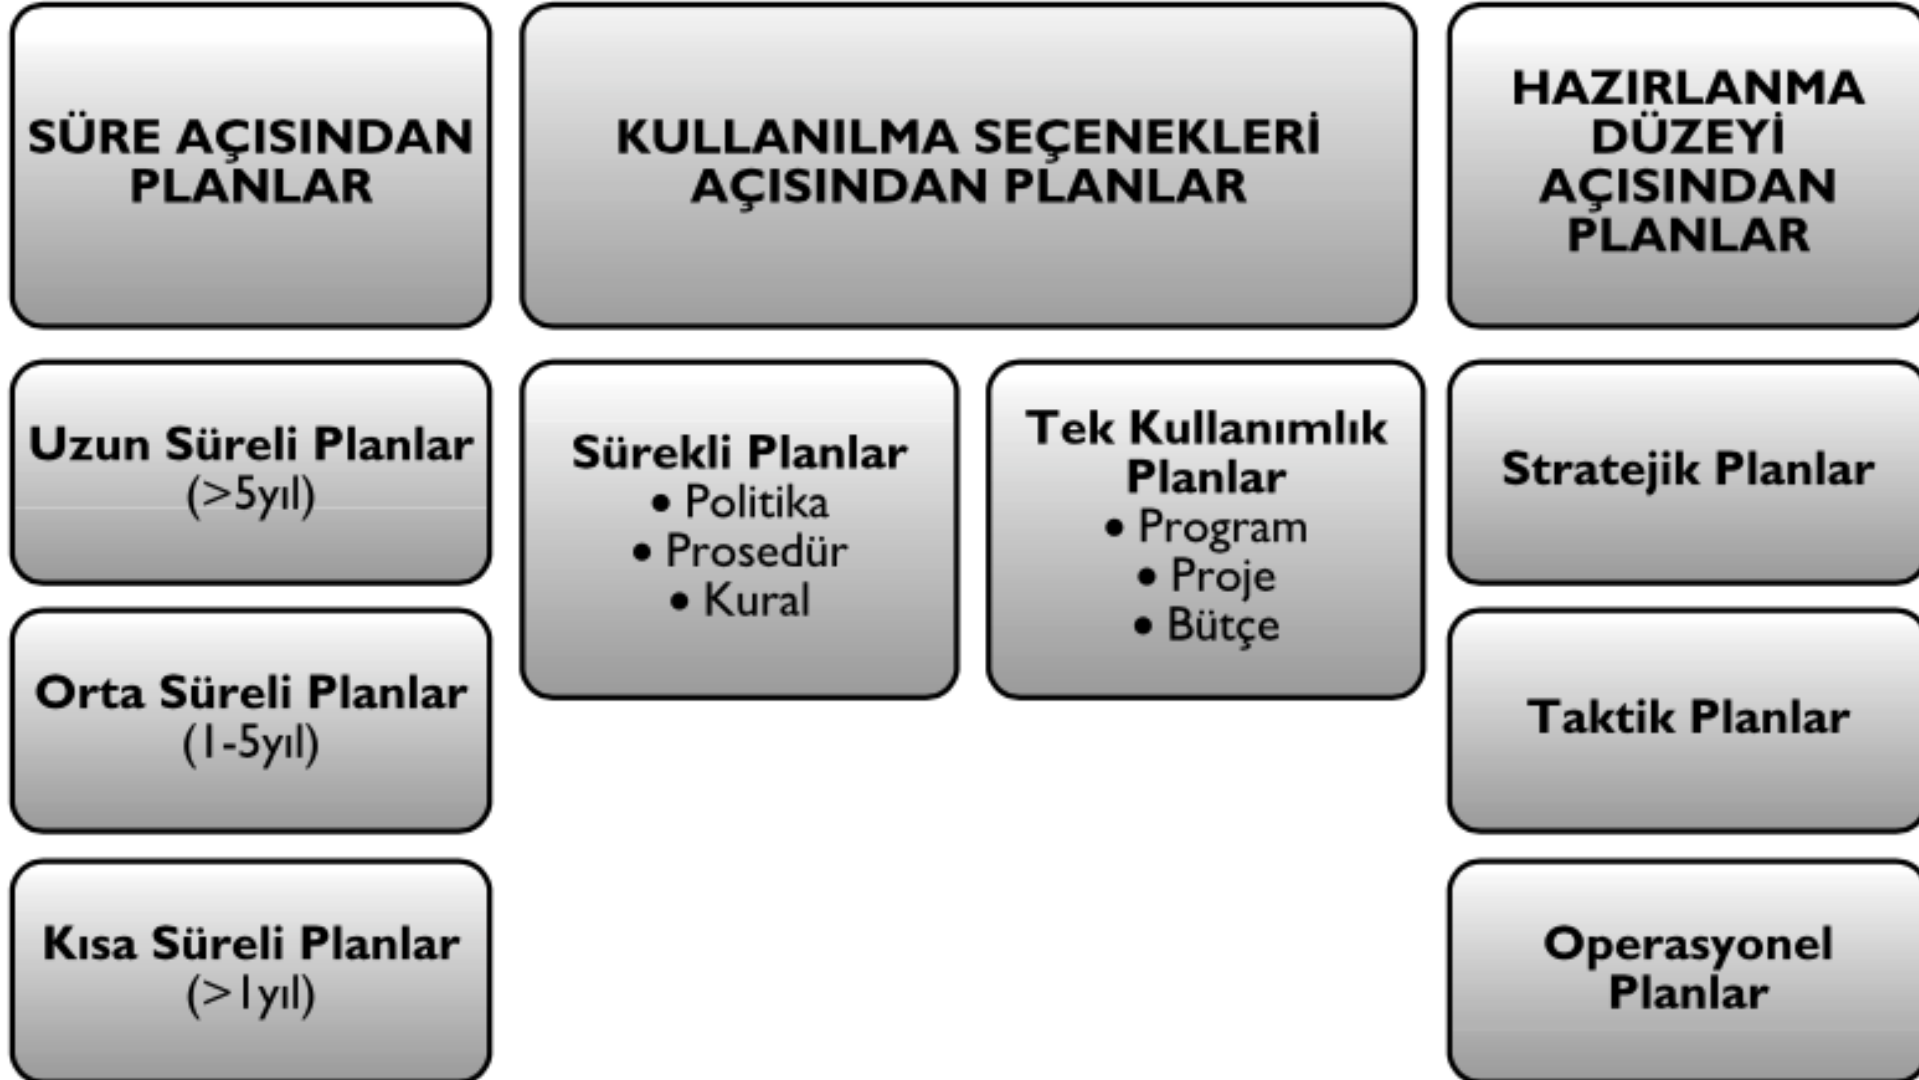 SÜRE AÇISINDAN
PLANLAR
Uzun Süreli Planlar
(>5yıl)
Orta Süreli Planlar
(1-5yıl)
Kısa Süreli Planlar
(>1yıl)
KULLANILMA SEÇENEKLERİ
AÇISINDAN PLANLAR
Sürekli Planlar
• Politika
• Prosedür
• Kural
Tek Kullanımlık
Planlar
• Program
• Proje
• Bütçe
HAZIRLANMA
DÜZEYİ
AÇISINDAN
PLANLAR
Stratejik Planlar
Taktik Planlar
Operasyonel
Planlar